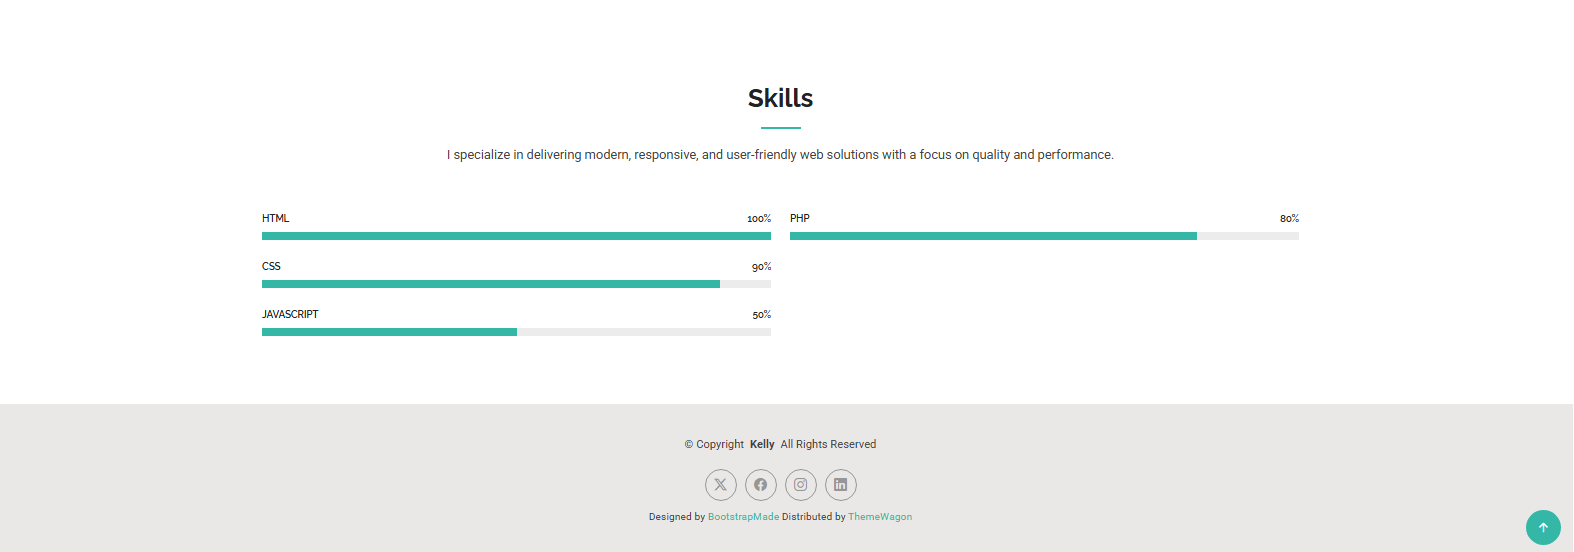 Skills
I specialize in delivering modern, responsive, and user-friendly web solutions with a focus on quality and performance.
HTML 100%
CSS 90%
JAVASCRIPT 50%
PHP 80%
© Copyright Kelly All Rights Reserved
Designed by BootstrapMade Distributed by ThemeWagon